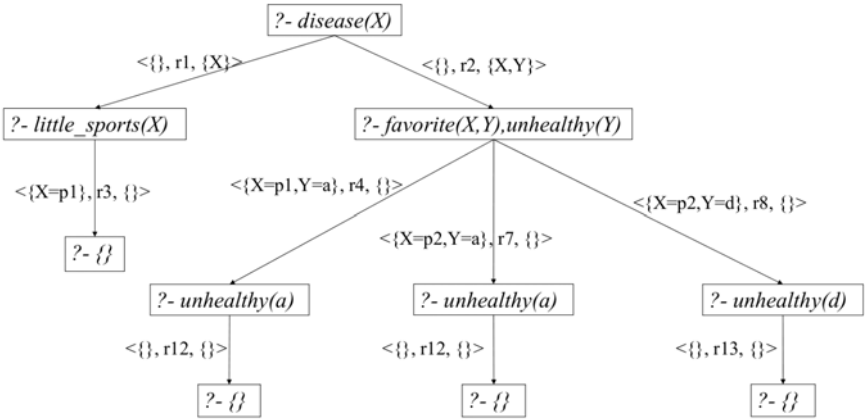 ?- disease(X)
<{}, r1, {X}>
<{}, r2, {X,Y}>
?- little_sports(X)
?- favorite(X,Y),unhealthy(Y)
<{X=p1}, r3, {}>
<{X=p1,Y=a}, r4, {}>
<{X=p2,Y=a}, r7, {}>
<{X=p2,Y=d}, r8, {}>
?- {}
?- unhealthy(a)
?- unhealthy(a)
?- unhealthy(d)
<{}, r12, {}>
<{}, r12, {}>
<{}, r13, {}>
?- {}
?- {}
?- {}